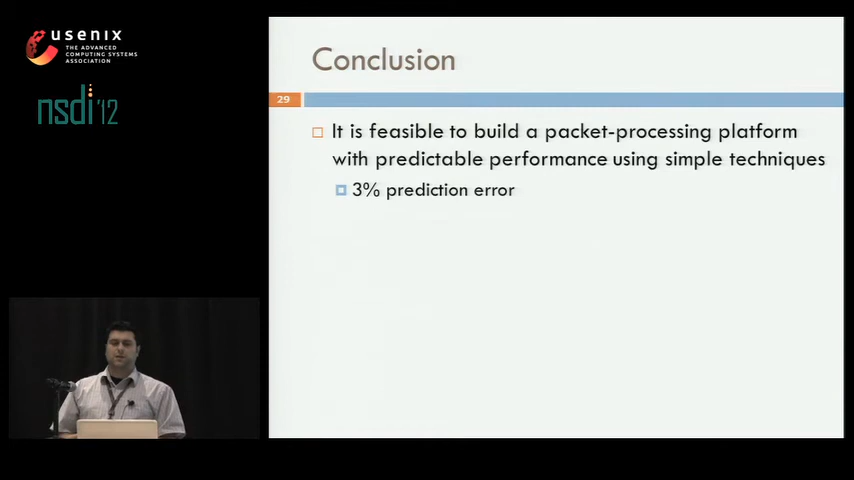 usenix
THE ADVANCED
COMPUTING SYSTEMS
ASSOCIATION
nsdi '12
Conclusion
29
It is feasible to build a packet-processing platform
with predictable performance using simple techniques
3% prediction error